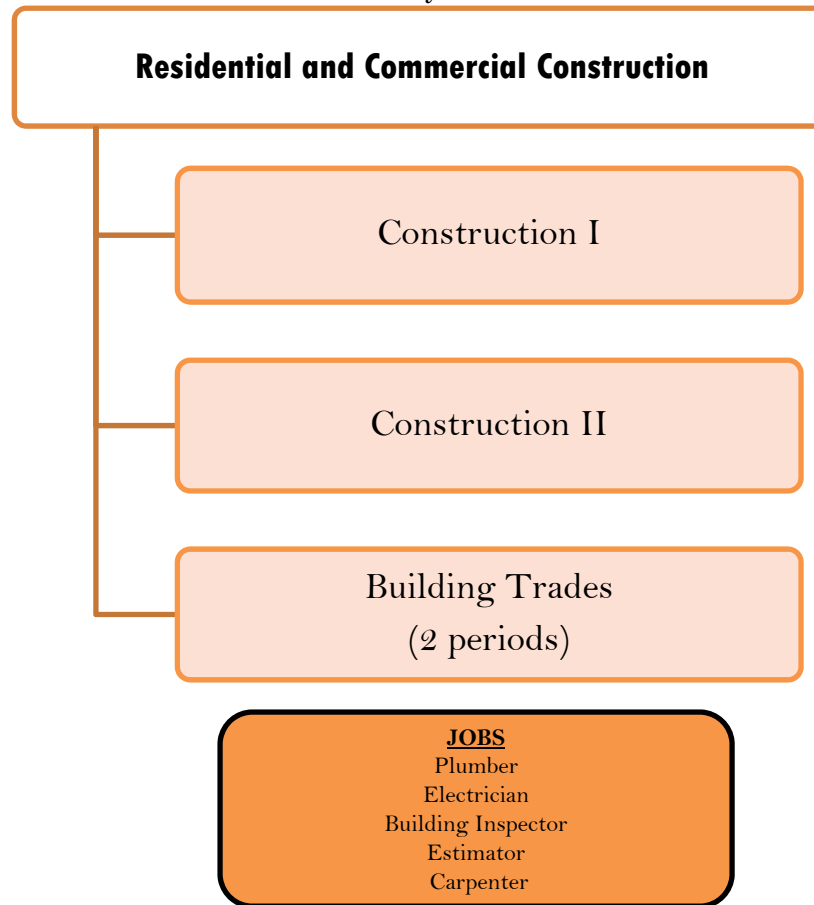 Residential and Commercial Construction
Construction I
Construction II
Building Trades
(2 periods)
JOBS
Plumber
Electrician
Building Inspector
Estimator
Carpenter